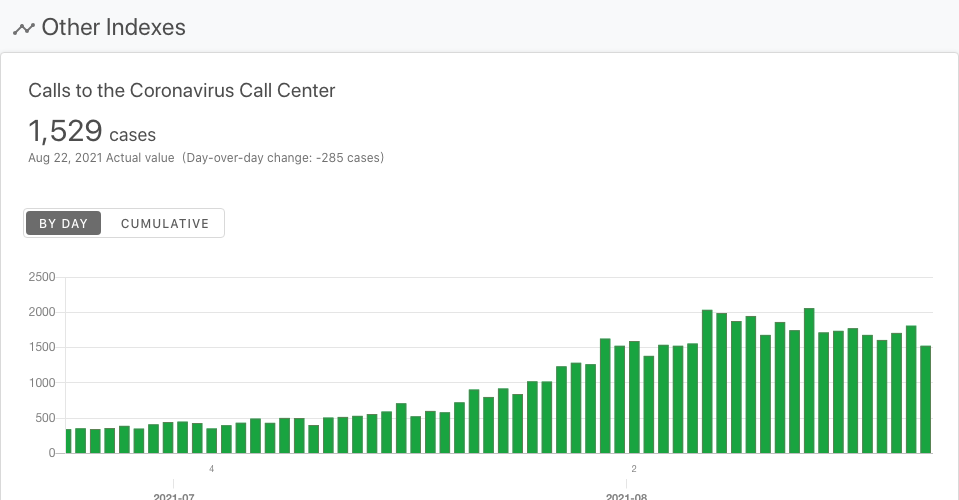 Other Indexes
Calls to the Coronavirus Call Center
1,529 cases
Aug 22, 2021 Actual value (Day-over-day change: -285 cases)
BY DAY CUMULATIVE
2500
2000
1500
1000
500
0
4 2
2021-07 2021-08